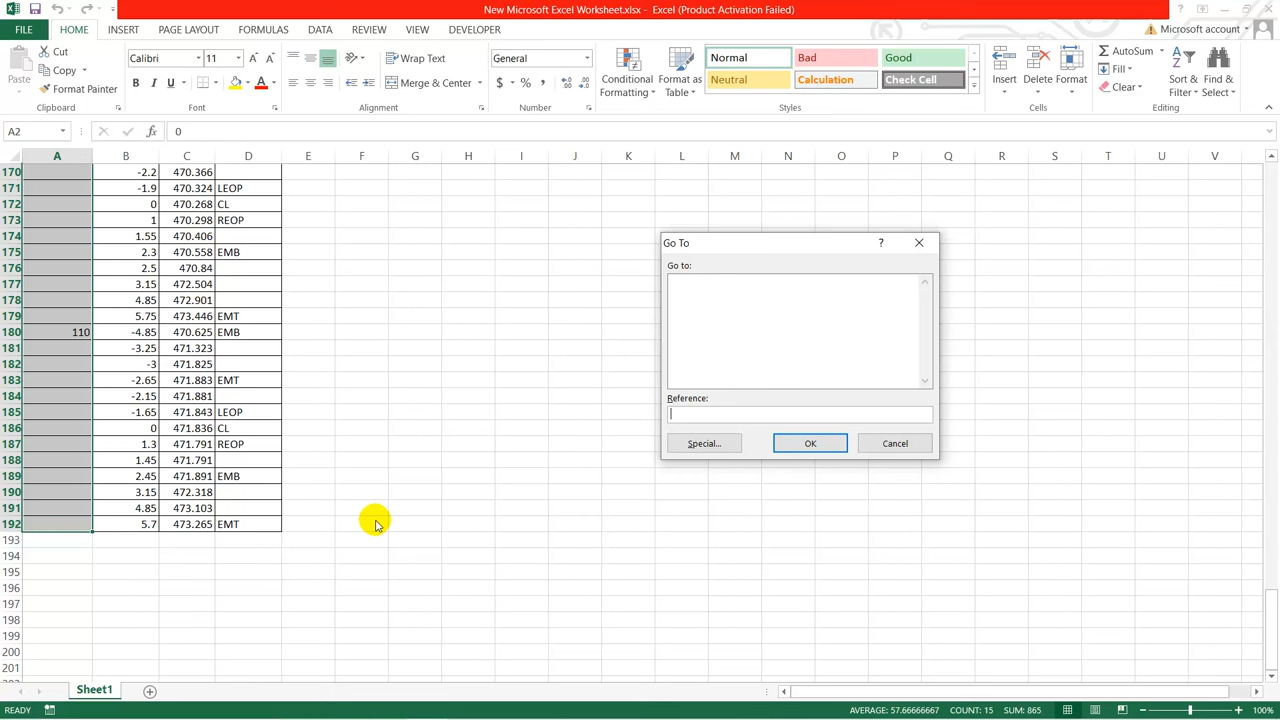 New Microsoft Excel Worksheet.xlsx - Excel (Product Activation Failed)
FILE HOME INSERT PAGE LAYOUT FORMULAS DATA REVIEW VIEW DEVELOPER Microsoft account
Paste Cut Copy Format Painter
Calibri 11 B I U A
Wrap Text Merge & Center
General $ % ,
Conditional Formatting Format as Table
Normal Bad Good
Neutral Calculation Check Cell
Insert Delete Format
AutoSum Fill Clear
Sort & Filter Find & Select
Clipboard Font Alignment Number Styles Cells Editing
A2 fx 0
A B C D E F G H I J K L M N O P Q R S T U V
170 -2.2 470.366
171 -1.9 470.324 LEOP
172 0 470.268 CL
173 1 470.298 REOP
174 1.55 470.406
175 2.3 470.558 EMB
176 2.5 470.84
177 3.15 472.504
178 4.85 472.901
179 5.75 473.446 EMT
180 110 -4.85 470.625 EMB
181 -3.25 471.323
182 -3 471.825
183 -2.65 471.883 EMT
184 -2.15 471.881
185 -1.65 471.843 LEOP
186 0 471.836 CL
187 1.3 471.791 REOP
188 1.45 471.791
189 2.45 471.891 EMB
190 3.15 472.318
191 4.85 473.103
192 5.7 473.265 EMT
193
194
195
196
197
198
199
200
201
Go To ?
Go to:
Reference:
Special... OK Cancel
Sheet1
READY AVERAGE: 57.66666667 COUNT: 15 SUM: 865 100%